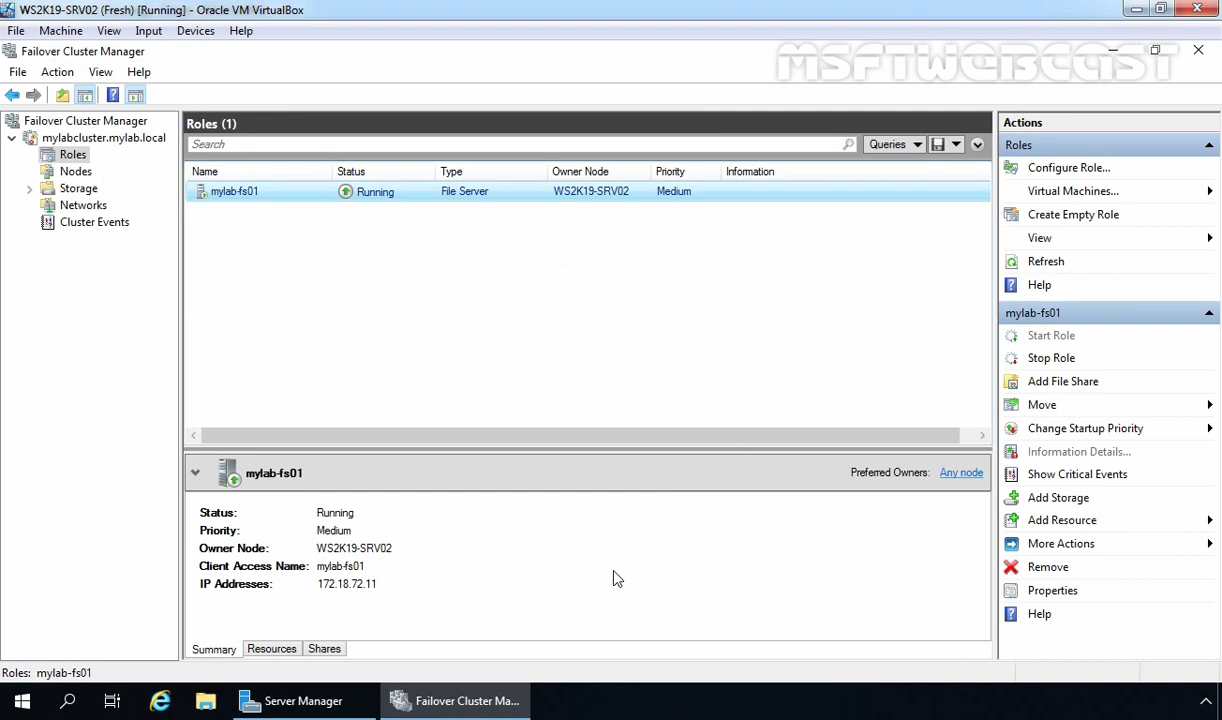 WS2K19-SRV02 (Fresh) [Running] - Oracle VM VirtualBox
File Machine View Input Devices Help
Failover Cluster Manager
MSFTWEBCAST
File Action View Help
Failover Cluster Manager
mylabcluster.mylab.local
Roles
Nodes
Storage
Networks
Cluster Events
Roles (1)
Search
Queries
Name Status Type Owner Node Priority Information
mylab-fs01 Running File Server WS2K19-SRV02 Medium
mylab-fs01
Preferred Owners: Any node
Status: Running
Priority: Medium
Owner Node: WS2K19-SRV02
Client Access Name: mylab-fs01
IP Addresses: 172.18.72.11
Summary Resources Shares
Actions
Roles
Configure Role...
Virtual Machines...
Create Empty Role
View
Refresh
Help
mylab-fs01
Start Role
Stop Role
Add File Share
Move
Change Startup Priority
Information Details...
Show Critical Events
Add Storage
Add Resource
More Actions
Remove
Properties
Help
Roles: mylab-fs01
Server Manager
Failover Cluster Ma...